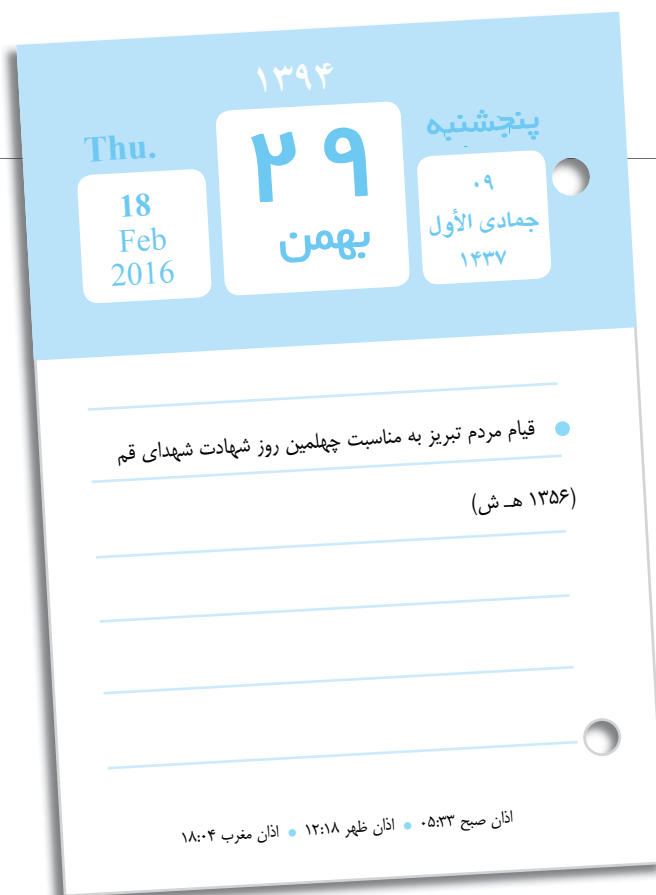 ۱۳۹۴
پنجشنبه
۲۹
بهمن
۰۹
جمادی الأول
۱۴۳۷
Thu.
18
Feb
2016
قیام مردم تبریز به مناسبت چهلمین روز شهادت شهدای قم
(۱۳۵۶ هـ ش)
اذان صبح ۰۵:۳۳ • اذان ظهر ۱۲:۱۸ • اذان مغرب ۱۸:۰۴